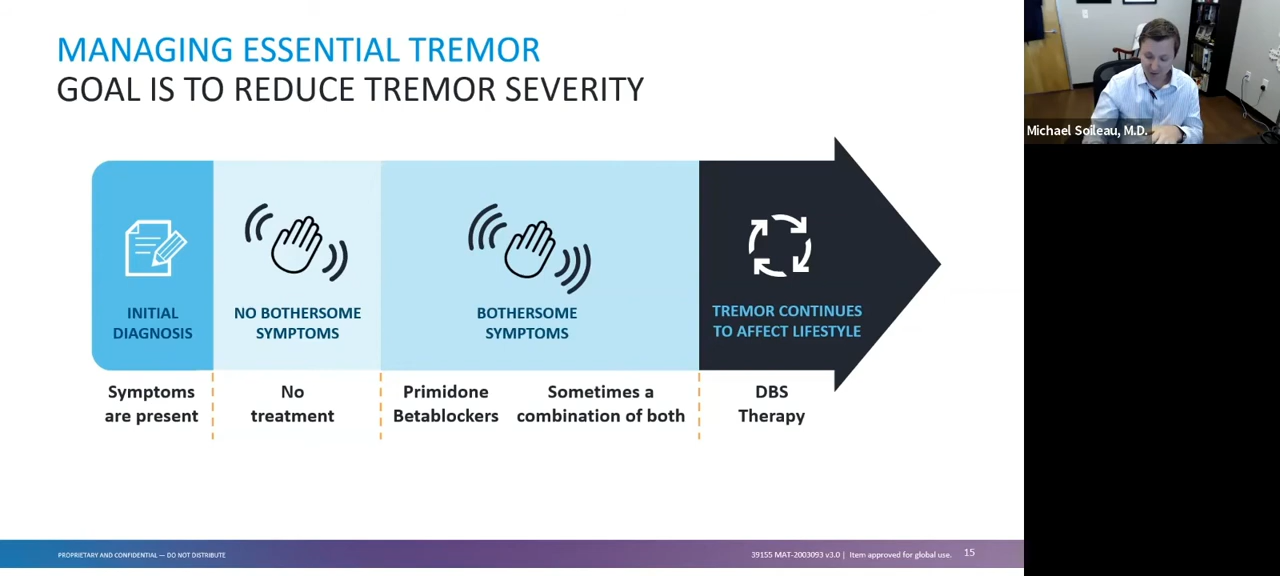 MANAGING ESSENTIAL TREMOR
GOAL IS TO REDUCE TREMOR SEVERITY
INITIAL
DIAGNOSIS
NO BOTHERSOME
SYMPTOMS
BOTHERSOME
SYMPTOMS
TREMOR CONTINUES
TO AFFECT LIFESTYLE
Symptoms
are present
No
treatment
Primidone
Betablockers
Sometimes a
combination of both
DBS
Therapy
PROPRIETARY AND CONFIDENTIAL — DO NOT DISTRIBUTE
39155 MAT-2003093 v3.0 | Item approved for global use. 15
Michael Soileau, M.D.